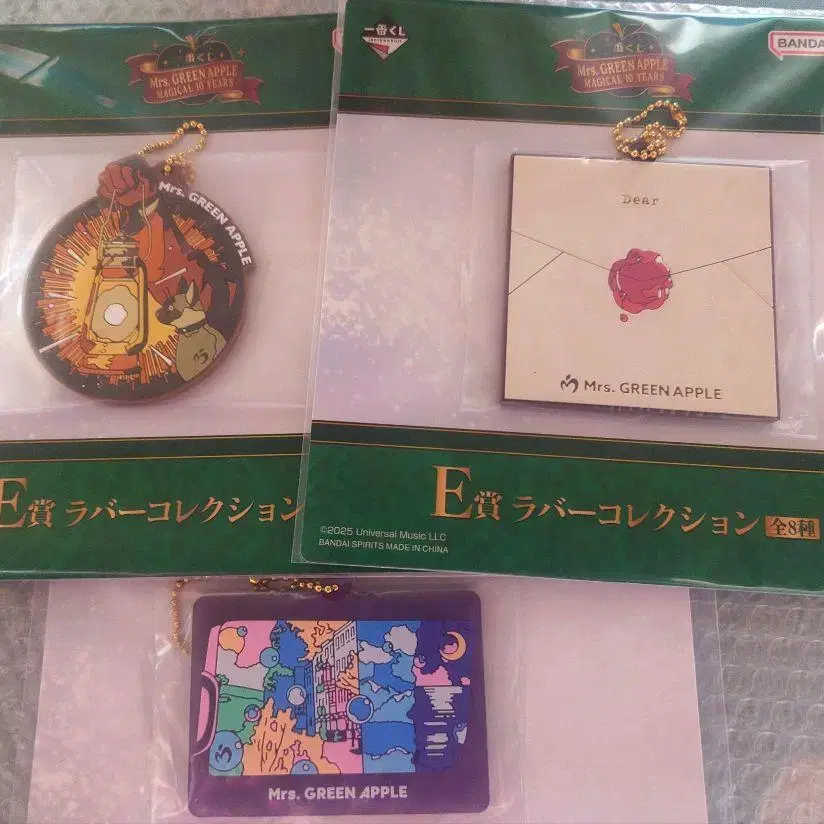 一番くじ
Mrs. GREEN APPLE
MAGICAL 10 YEARS
Mrs. GREEN APPLE
E賞 ラバーコレクション
一番くじ
一番くじ
Mrs. GREEN APPLE
MAGICAL 10 YEARS
BANDA
Dear
Mrs. GREEN APPLE
E賞 ラバーコレクション 全8種
©2025 Universal Music LLC
BANDAI SPIRITS MADE IN CHINA
Mrs. GREEN APPLE